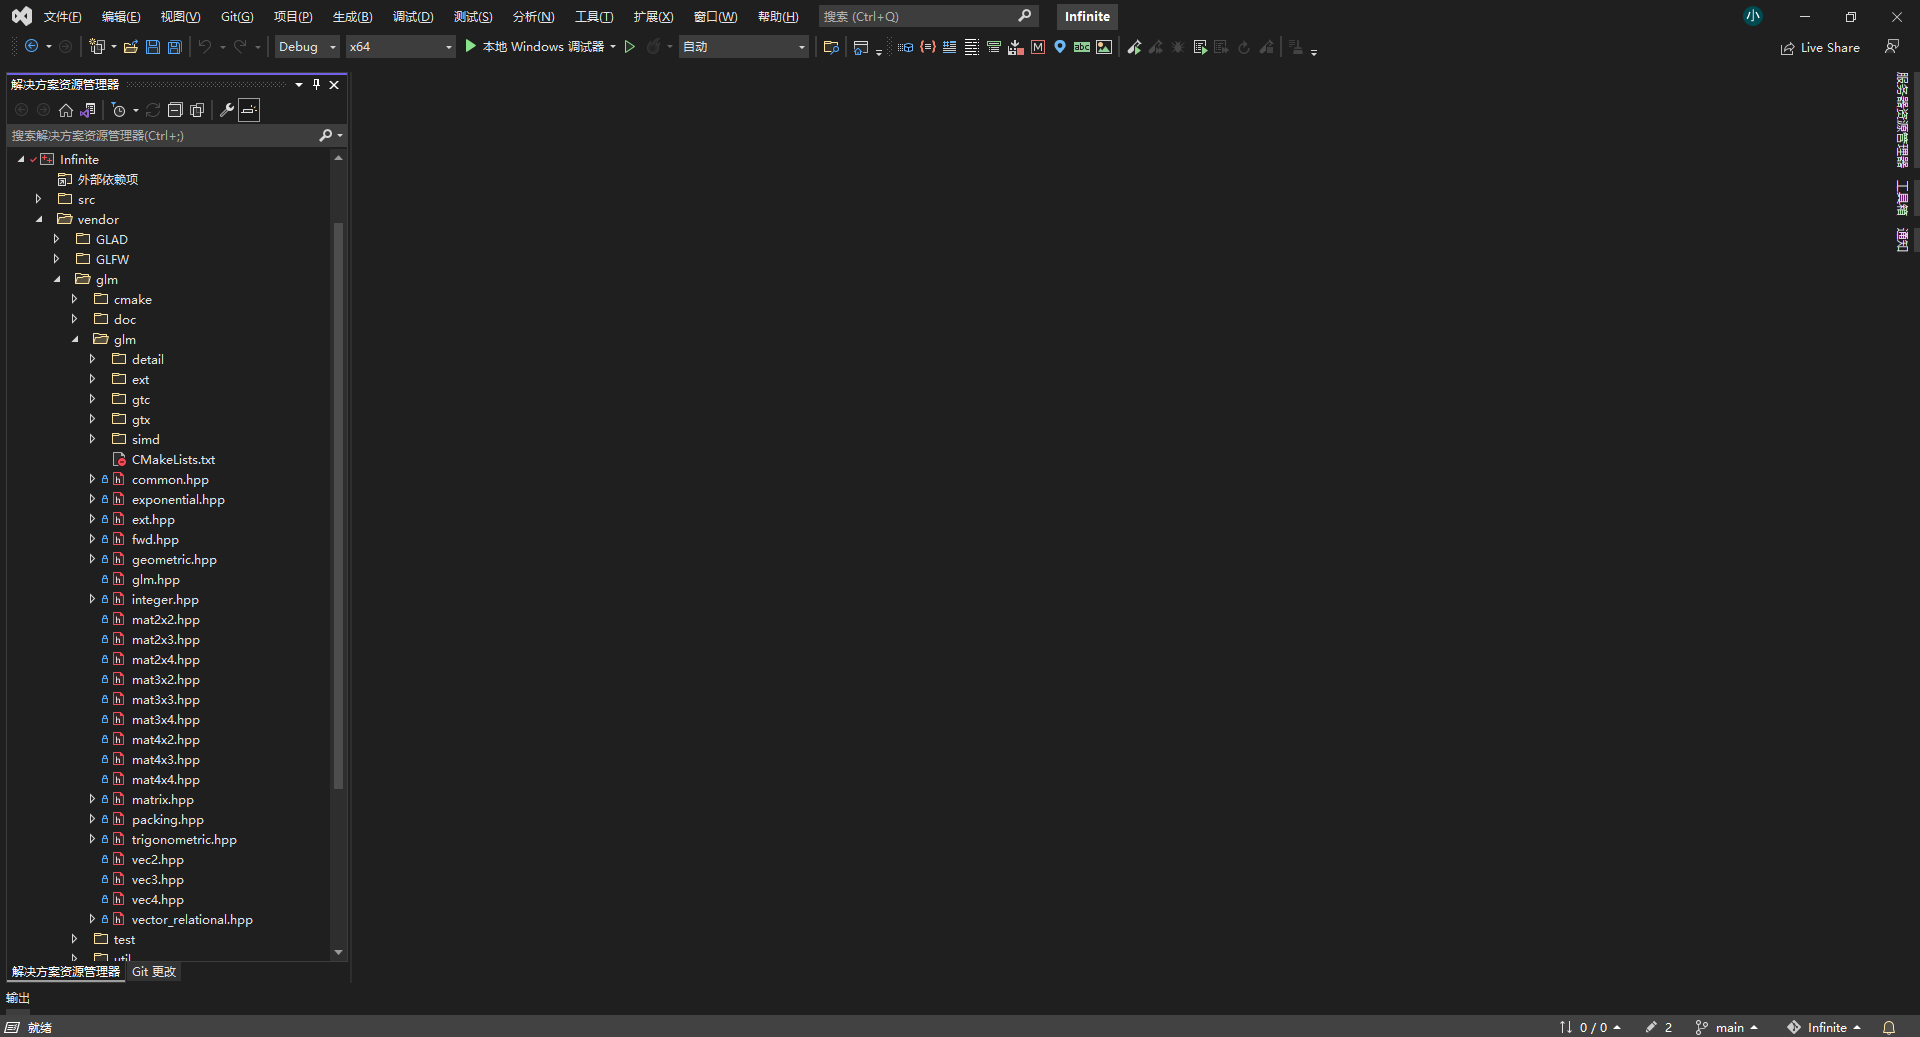 文件(F) 编辑(E) 视图(V) Git(G) 项目(P) 生成(B) 调试(D) 测试(S) 分析(N) 工具(T) 扩展(X) 窗口(W) 帮助(H) 搜索 (Ctrl+Q) Infinite 小
Debug x64 本地 Windows 调试器 自动 Live Share
解决方案资源管理器
搜索解决方案资源管理器(Ctrl+;)
Infinite
外部依赖项
src
vendor
GLAD
GLFW
glm
cmake
doc
glm
detail
ext
gtc
gtx
simd
CMakeLists.txt
common.hpp
exponential.hpp
ext.hpp
fwd.hpp
geometric.hpp
glm.hpp
integer.hpp
mat2x2.hpp
mat2x3.hpp
mat2x4.hpp
mat3x2.hpp
mat3x3.hpp
mat3x4.hpp
mat4x2.hpp
mat4x3.hpp
mat4x4.hpp
matrix.hpp
packing.hpp
trigonometric.hpp
vec2.hpp
vec3.hpp
vec4.hpp
vector_relational.hpp
test
util
解决方案资源管理器 Git 更改
输出
就绪 0 / 0 2 main Infinite
服务器资源管理器
工具箱
通知